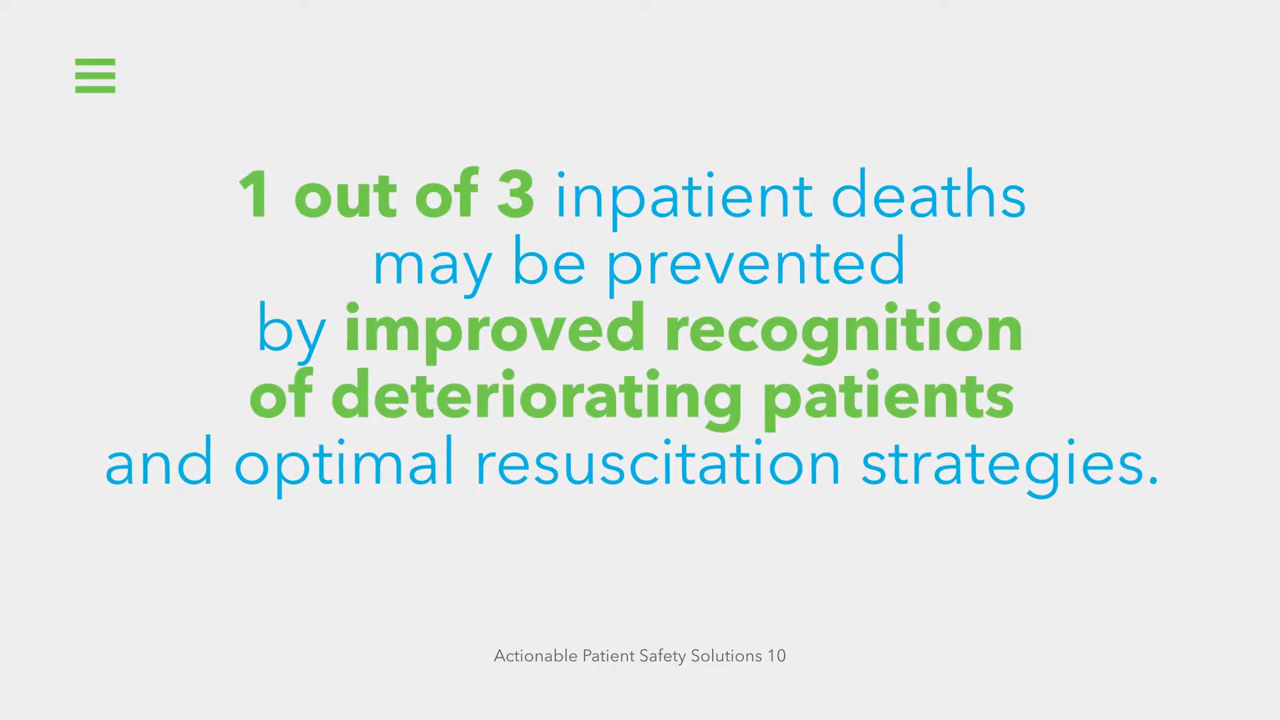 1 out of 3 inpatient deaths
may be prevented
by improved recognition
of deteriorating patients
and optimal resuscitation strategies.
Actionable Patient Safety Solutions 10